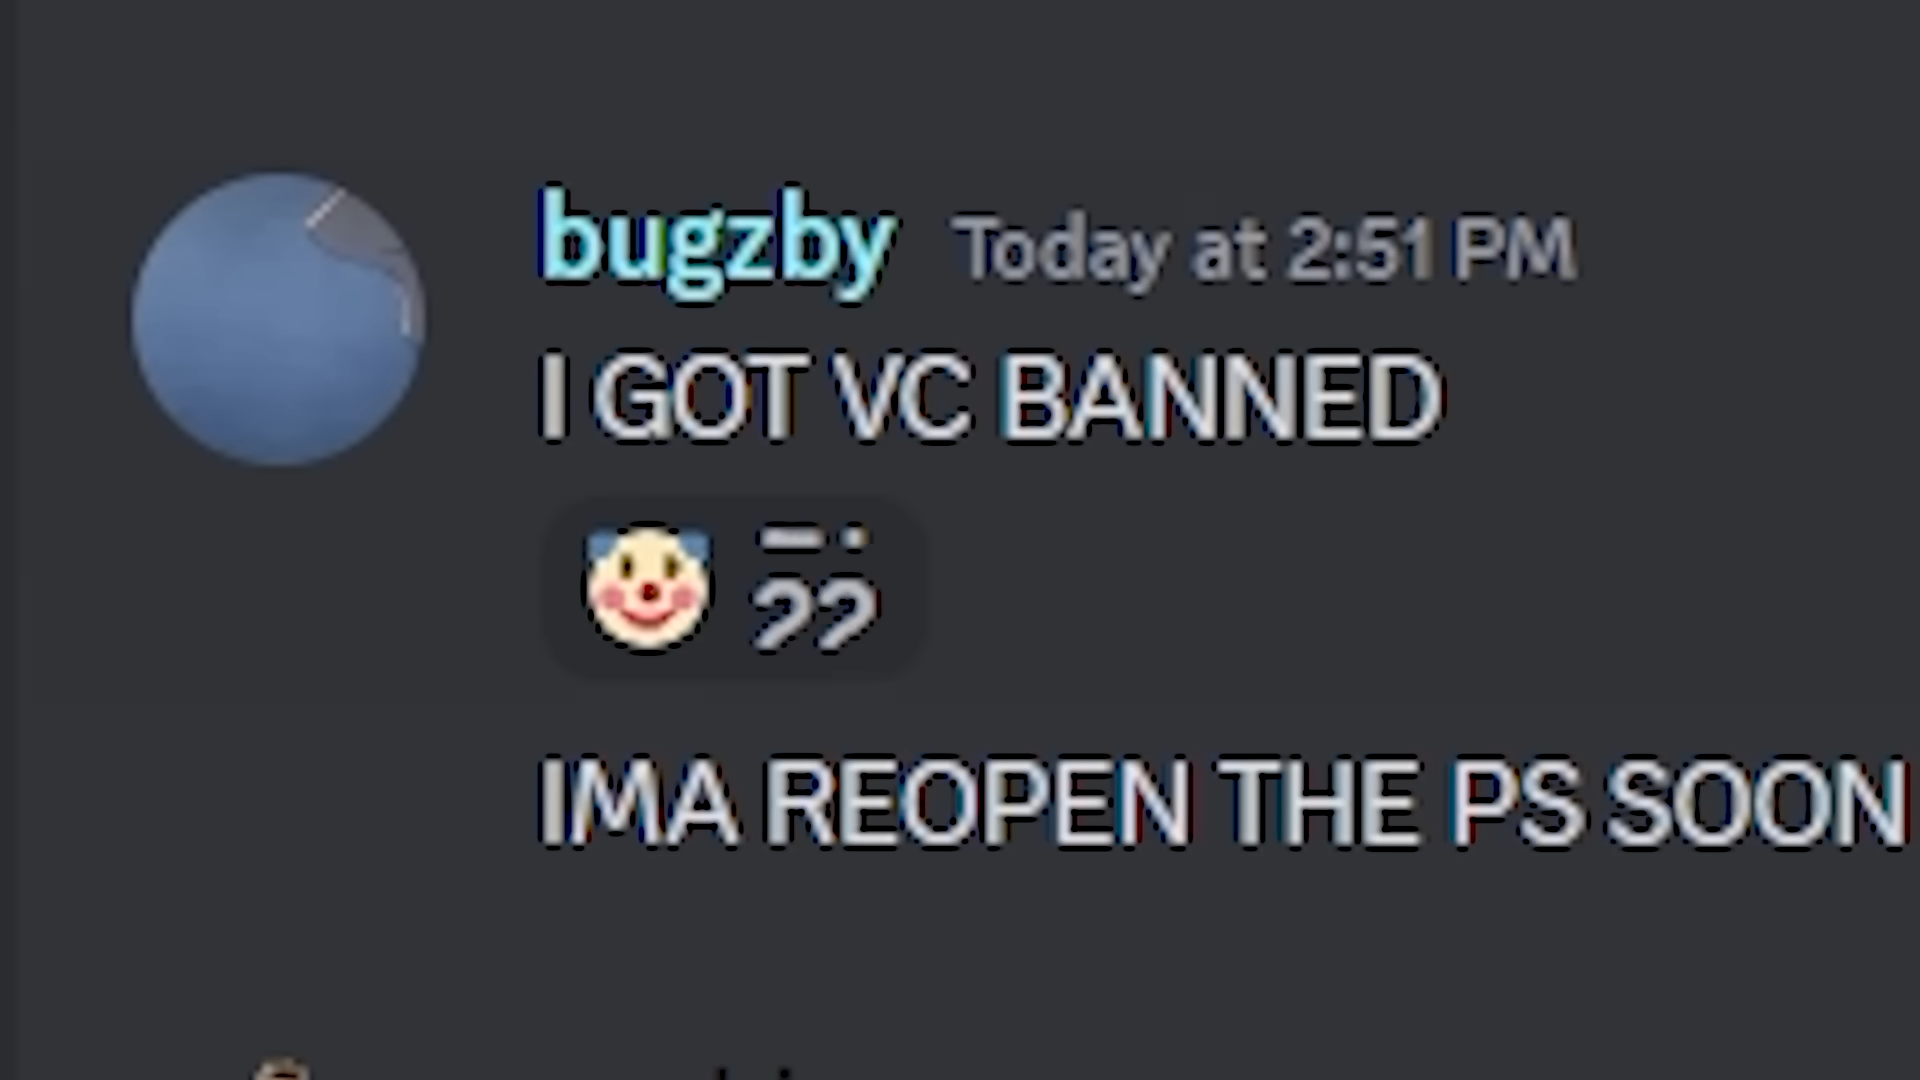 bugzby Today at 2:51 PM
I GOT VC BANNED
IMA REOPEN THE PS SOON